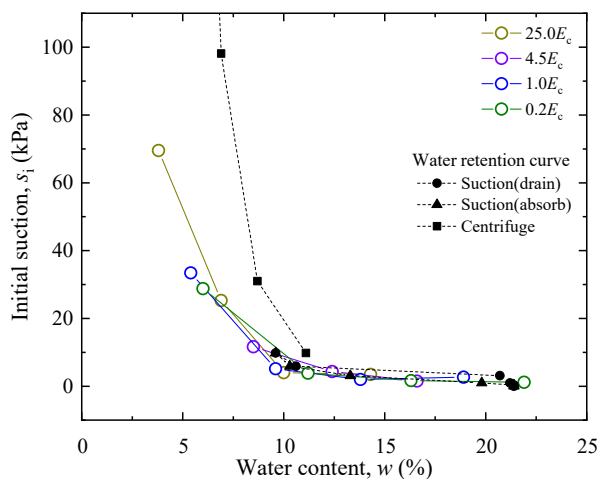 25.0E_c
4.5E_c
1.0E_c
0.2E_c
Water retention curve
Suction(drain)
Suction(absorb)
Centrifuge
100
80
60
40
20
0
Initial suction, s_i (kPa)
0 5 10 15 20 25
Water content, w (%)